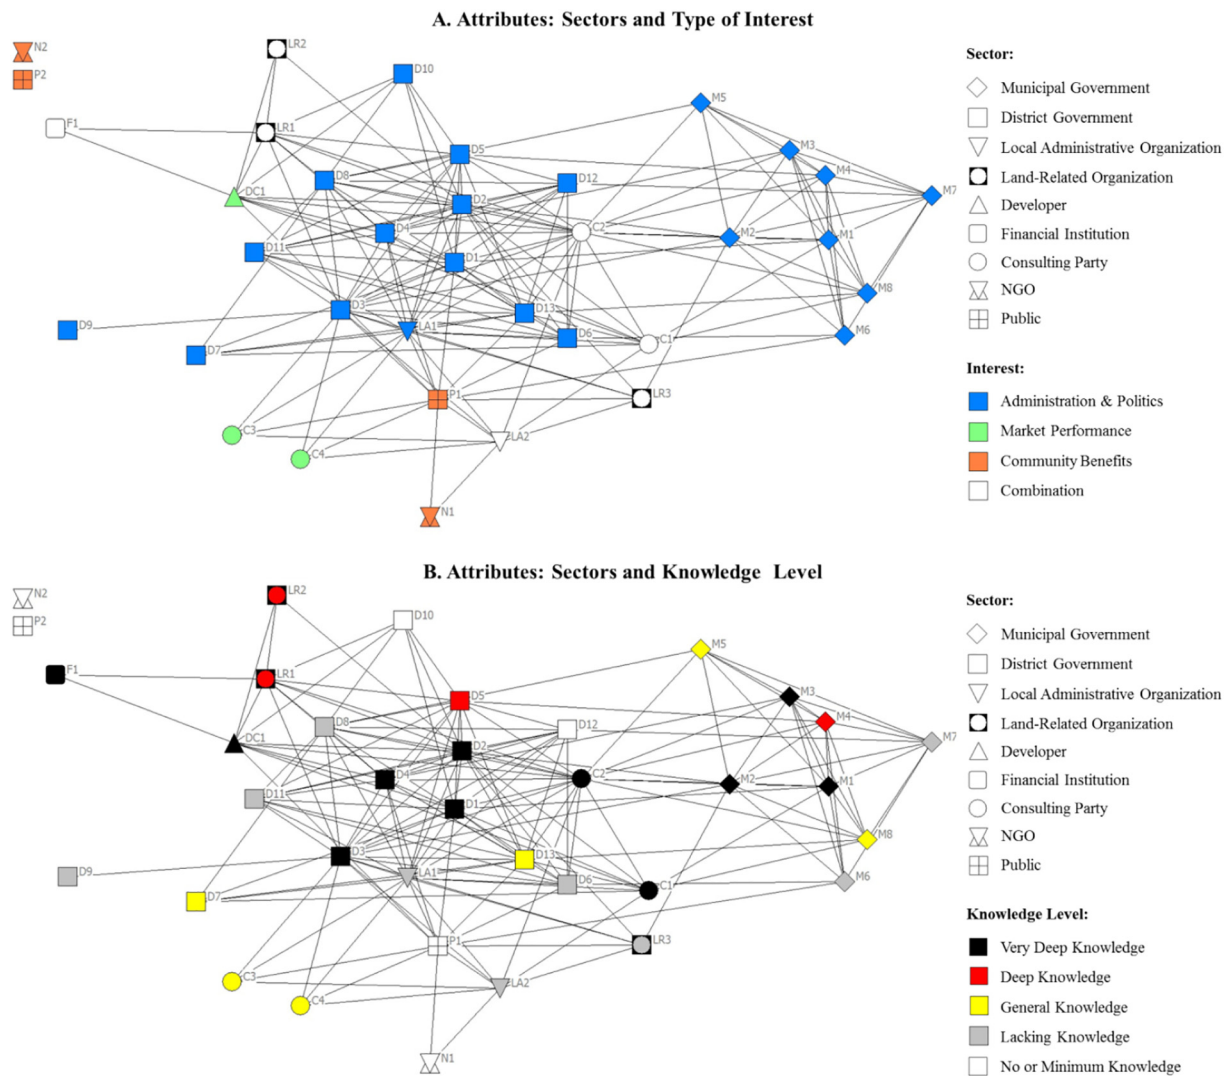 A. Attributes: Sectors and Type of Interest
N2
P2
LR2
D10
F1
LR1
M5
D5
M3
M4
D8
D12
M7
DC1
D2
D4
C2
M2
M1
D11
D1
M8
D3
D13
D9
LA1
D6
C1
M6
D7
P1
LR3
C3
LA2
C4
N1
Sector:
Municipal Government
District Government
Local Administrative Organization
Land-Related Organization
Developer
Financial Institution
Consulting Party
NGO
Public
Interest:
Administration & Politics
Market Performance
Community Benefits
Combination
B. Attributes: Sectors and Knowledge Level
N2
P2
LR2
D10
F1
LR1
M5
D5
M3
M4
D8
D12
M7
DC1
D2
D4
C2
M2
M1
D11
D1
M8
D3
D13
D9
LA1
D6
C1
M6
D7
P1
LR3
C3
LA2
C4
N1
Sector:
Municipal Government
District Government
Local Administrative Organization
Land-Related Organization
Developer
Financial Institution
Consulting Party
NGO
Public
Knowledge Level:
Very Deep Knowledge
Deep Knowledge
General Knowledge
Lacking Knowledge
No or Minimum Knowledge